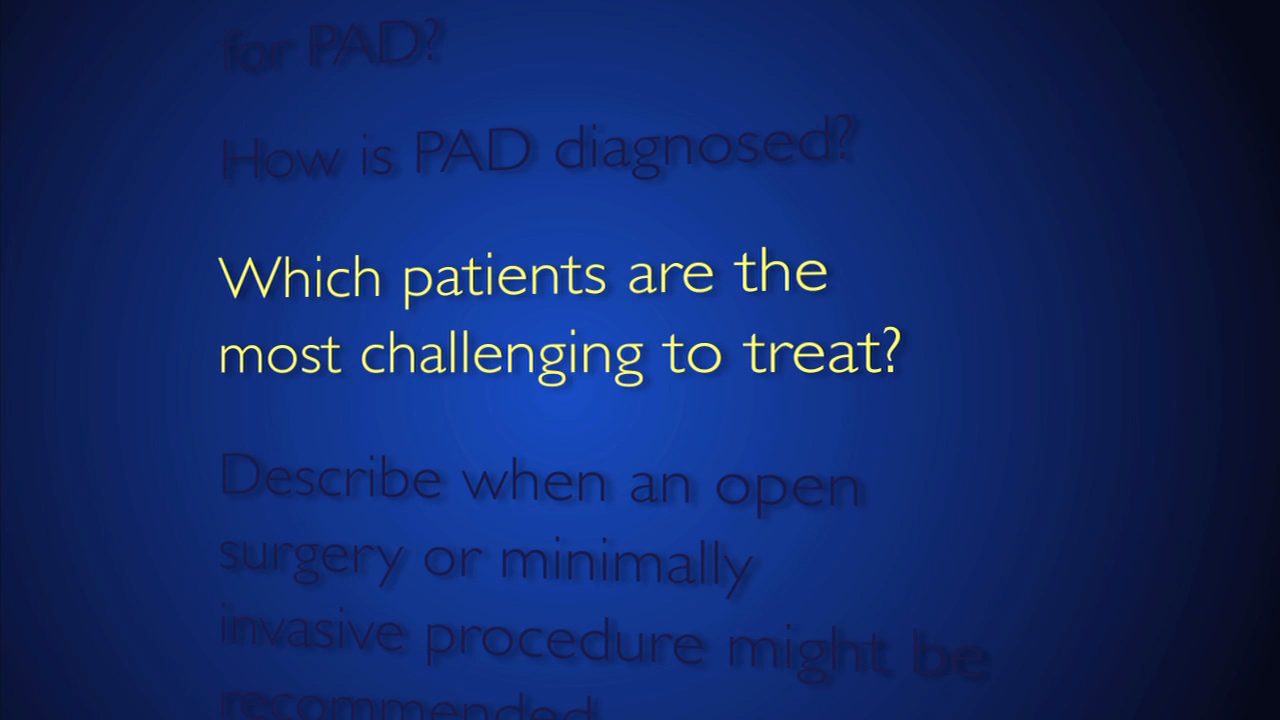 for PAD?
How is PAD diagnosed?
Which patients are the
most challenging to treat?
Describe when an open
surgery or minimally
invasive procedure might be
recommended